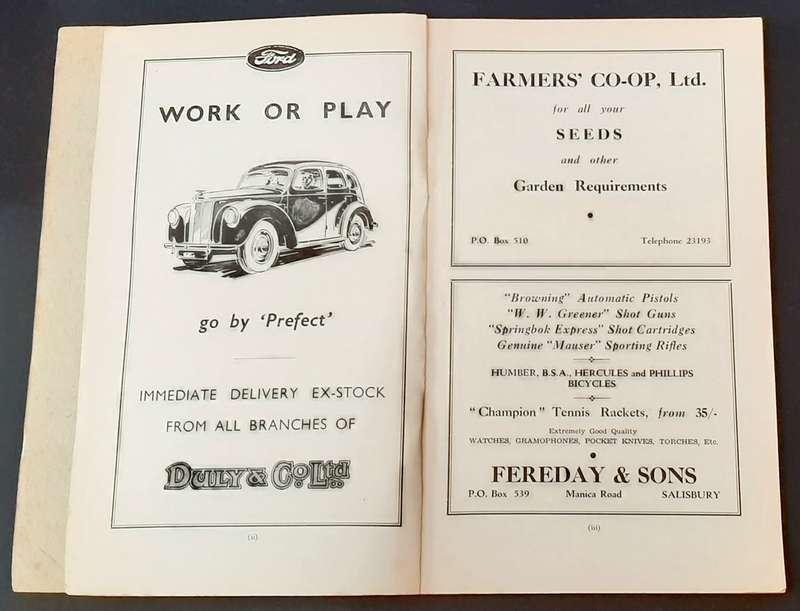 Ford
WORK OR PLAY
go by 'Prefect'
IMMEDIATE DELIVERY EX-STOCK
FROM ALL BRANCHES OF
DULY & Co Ltd
(ii)
FARMERS' CO-OP, Ltd.
for all your
SEEDS
and other
Garden Requirements
P.O. Box 510 Telephone 23193
"Browning" Automatic Pistols
"W. W. Greener" Shot Guns
"Springbok Express" Shot Cartridges
Genuine "Mauser" Sporting Rifles
HUMBER, B.S.A., HERCULES and PHILLIPS
BICYCLES
"Champion" Tennis Rackets, from 35/-
Extremely Good Quality
WATCHES, GRAMOPHONES, POCKET KNIVES, TORCHES, Etc.
FEREDAY & SONS
P.O. Box 539 Manica Road SALISBURY
(iii)